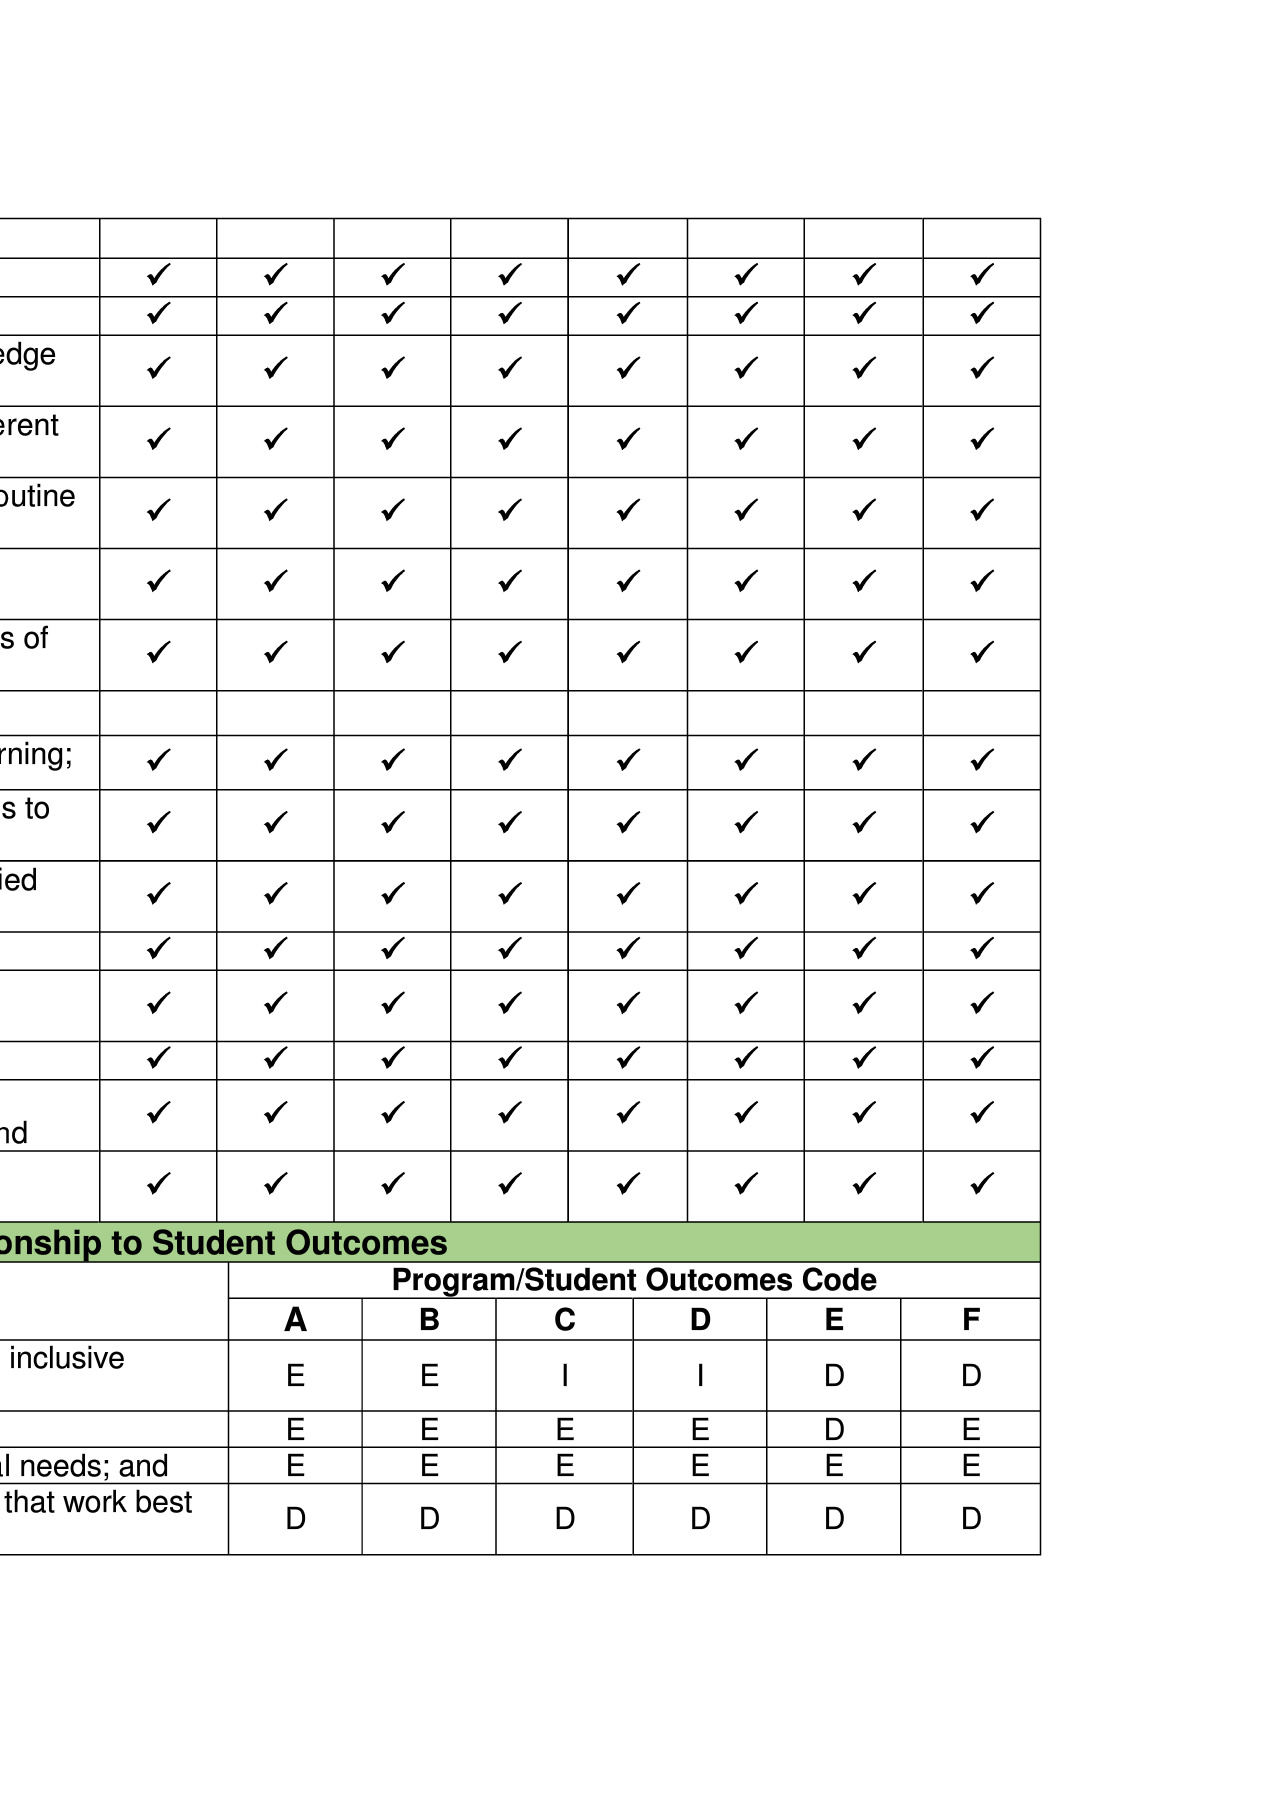 ✓ ✓ ✓ ✓ ✓ ✓ ✓ ✓
✓ ✓ ✓ ✓ ✓ ✓ ✓ ✓
edge ✓ ✓ ✓ ✓ ✓ ✓ ✓ ✓
erent ✓ ✓ ✓ ✓ ✓ ✓ ✓ ✓
outine ✓ ✓ ✓ ✓ ✓ ✓ ✓ ✓
✓ ✓ ✓ ✓ ✓ ✓ ✓ ✓
s of ✓ ✓ ✓ ✓ ✓ ✓ ✓ ✓
rning; ✓ ✓ ✓ ✓ ✓ ✓ ✓ ✓
s to ✓ ✓ ✓ ✓ ✓ ✓ ✓ ✓
ied ✓ ✓ ✓ ✓ ✓ ✓ ✓ ✓
✓ ✓ ✓ ✓ ✓ ✓ ✓ ✓
✓ ✓ ✓ ✓ ✓ ✓ ✓ ✓
✓ ✓ ✓ ✓ ✓ ✓ ✓ ✓
nd ✓ ✓ ✓ ✓ ✓ ✓ ✓ ✓
✓ ✓ ✓ ✓ ✓ ✓ ✓ ✓
onship to Student Outcomes
Program/Student Outcomes Code
A B C D E F
inclusive E E I I D D
E E E E D E
l needs; and E E E E E E
that work best D D D D D D